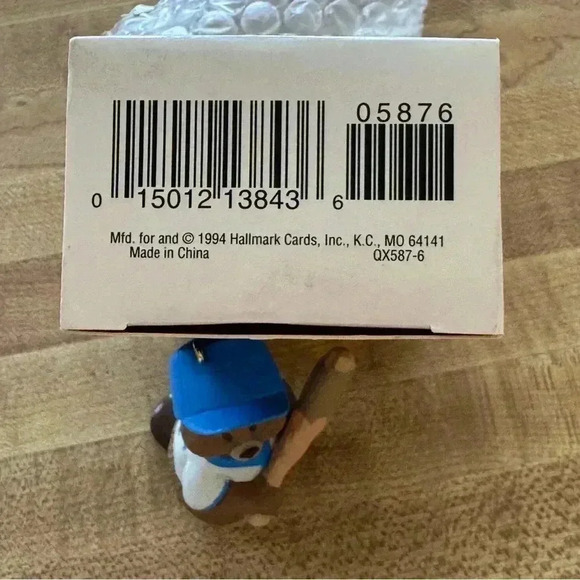 05876
0 15012 13843 6
Mfd. for and © 1994 Hallmark Cards, Inc., K.C., MO 64141
Made in China QX587-6